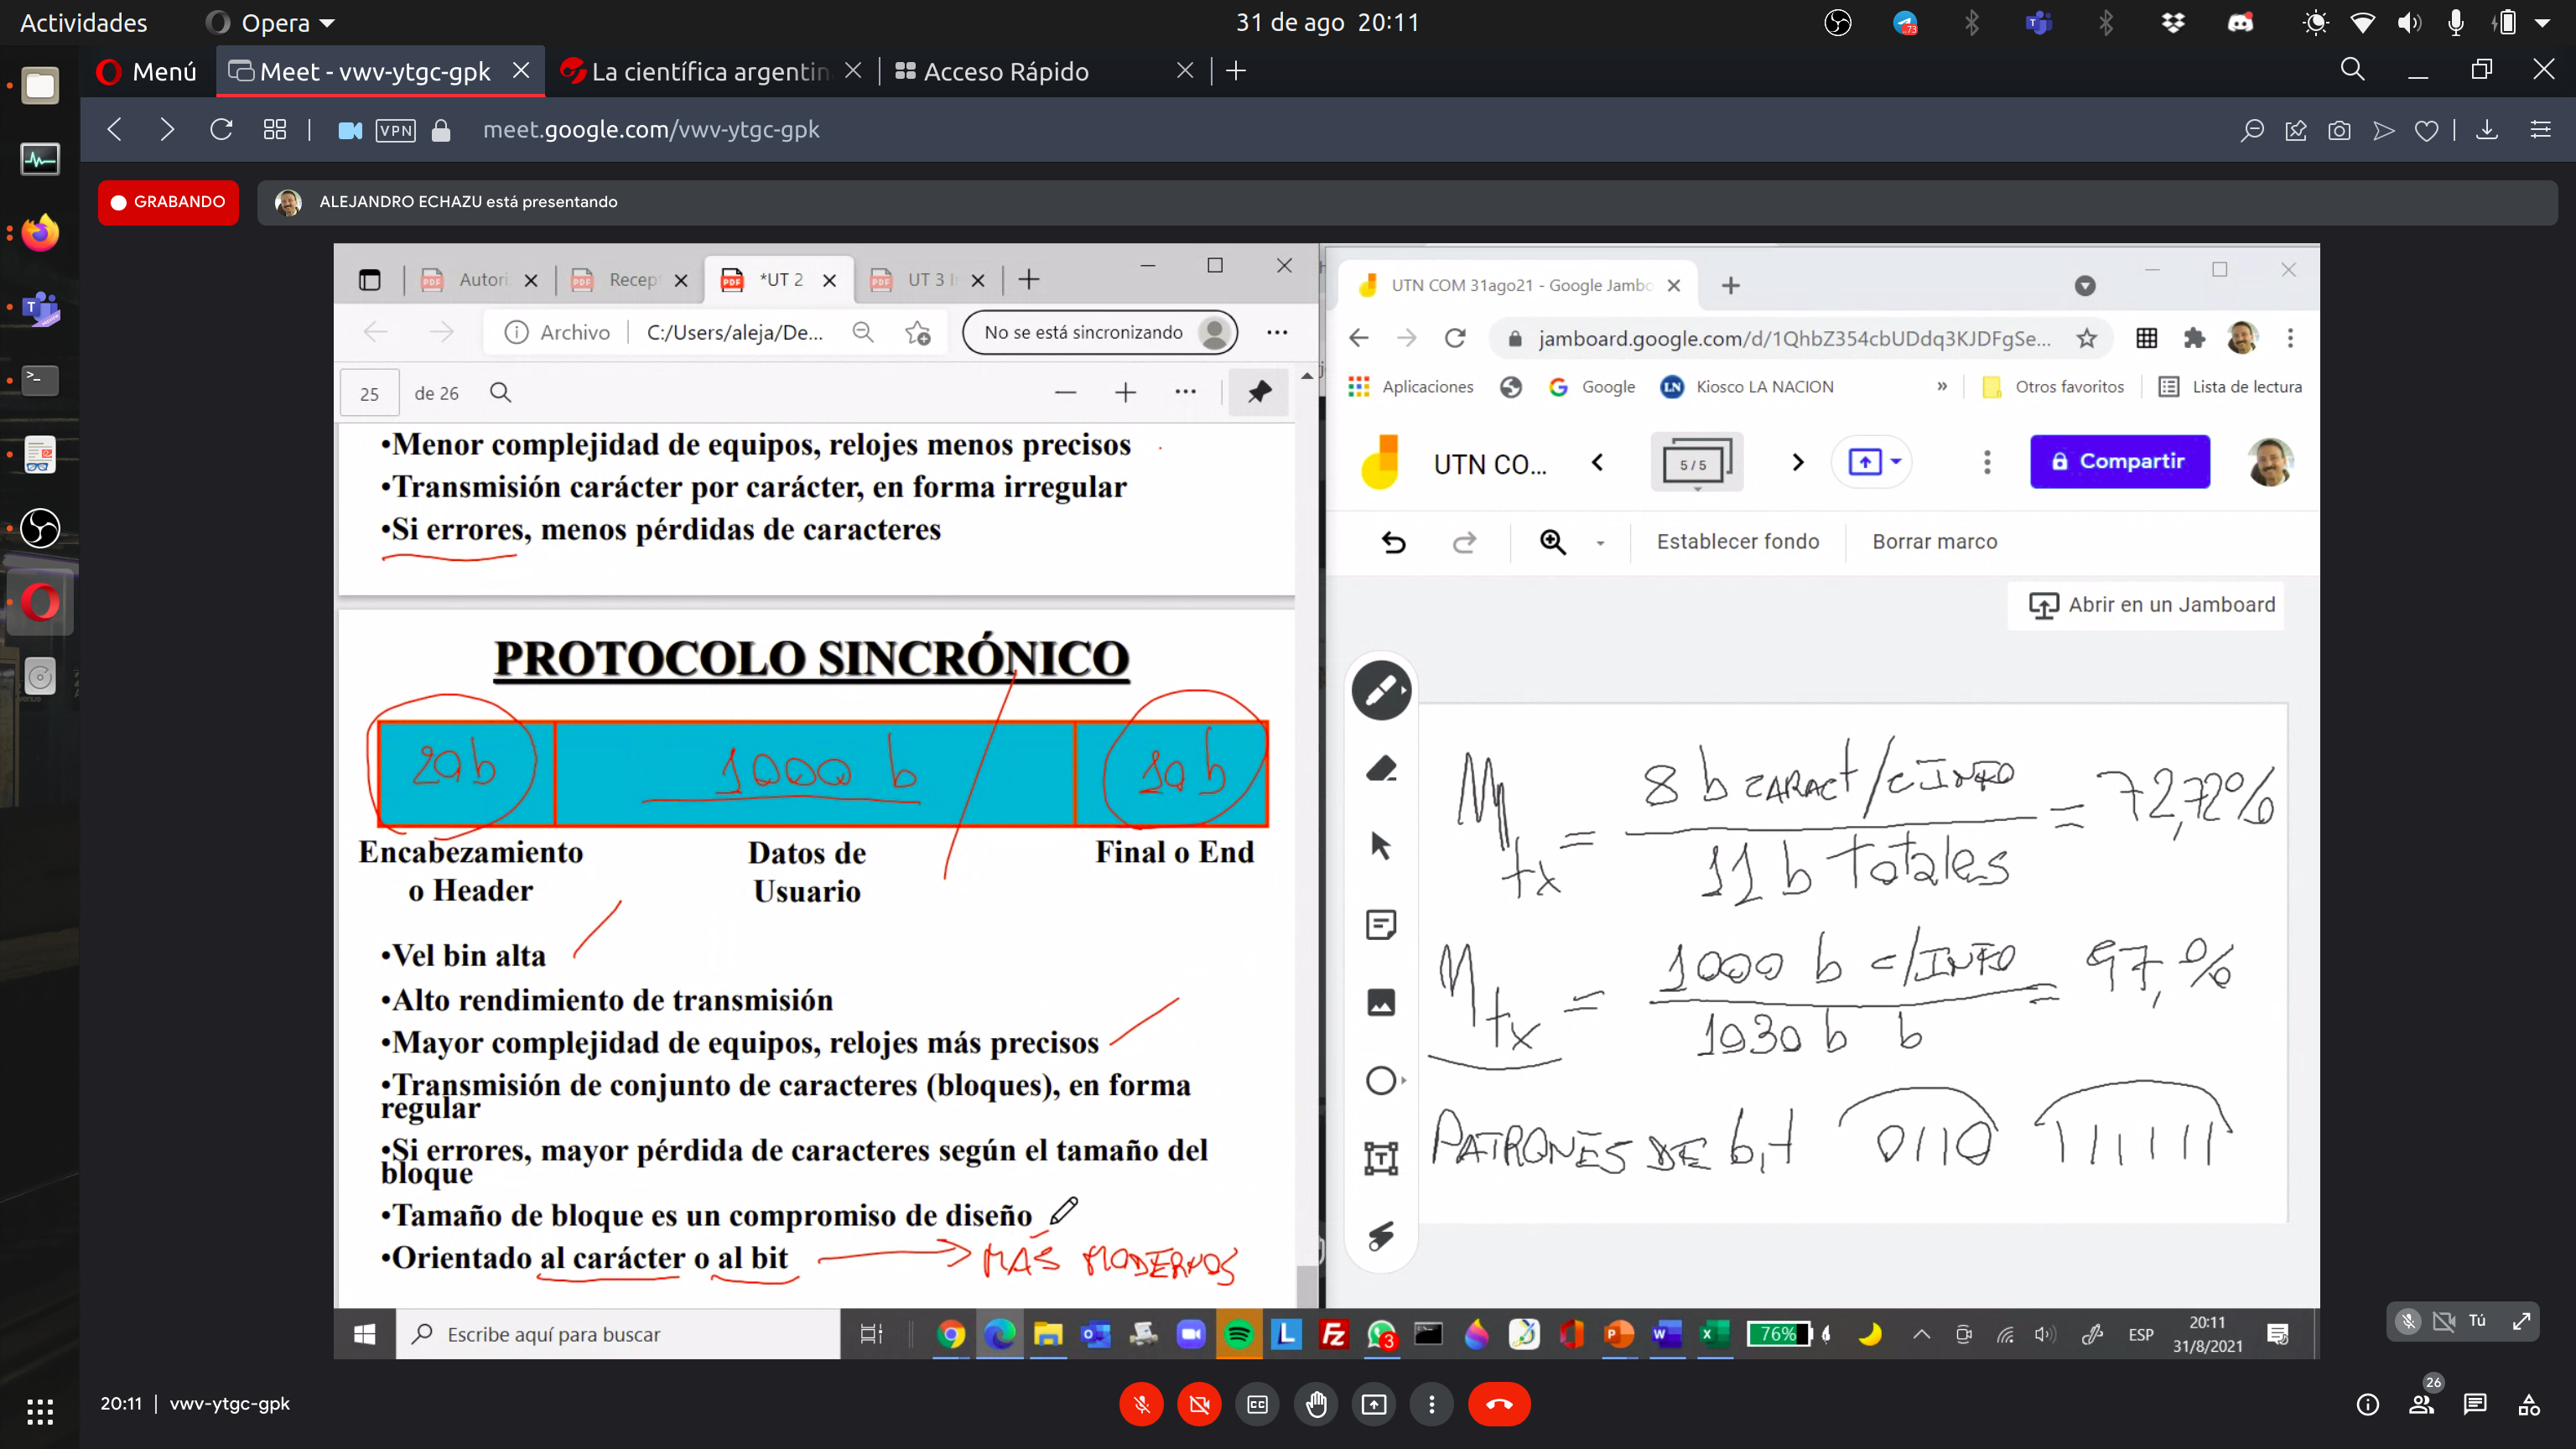 Actividades
Opera
31 de ago 20:11
73
Menú
Meet - vwv-ytgc-gpk
La científica argentin
Acceso Rápido
VPN
meet.google.com/vwv-ytgc-gpk
GRABANDO
ALEJANDRO ECHAZU está presentando
Autori
Recept
*UT 2
UT 3 I
Archivo
C:/Users/aleja/De...
No se está sincronizando
25
de 26
•Menor complejidad de equipos, relojes menos precisos
•Transmisión carácter por carácter, en forma irregular
•Si errores, menos pérdidas de caracteres
PROTOCOLO SINCRÓNICO
20 b
1000 b
10 b
Encabezamiento
o Header
Datos de
Usuario
Final o End
•Vel bin alta
•Alto rendimiento de transmisión
•Mayor complejidad de equipos, relojes más precisos
•Transmisión de conjunto de caracteres (bloques), en forma
regular
•Si errores, mayor pérdida de caracteres según el tamaño del
bloque
•Tamaño de bloque es un compromiso de diseño
•Orientado al carácter o al bit
MÁS MODERNOS
UTN COM 31ago21 - Google Jambo
jamboard.google.com/d/1QhbZ354cbUDdq3KJDFgSe...
Aplicaciones
Google
LN
Kiosco LA NACION
»
Otros favoritos
Lista de lectura
UTN CO...
5 / 5
Compartir
Establecer fondo
Borrar marco
Abrir en un Jamboard
η tx = 8 b CARACT/c INFO / 11 b TOTALES = 72,72%
η tx = 1000 b c/INFO / 1030 b b = 97, %
PATRONES DE bit 0110 111111
Escribe aquí para buscar
3
76%
ESP
20:11
31/8/2021
Tú
20:11 | vwv-ytgc-gpk
26